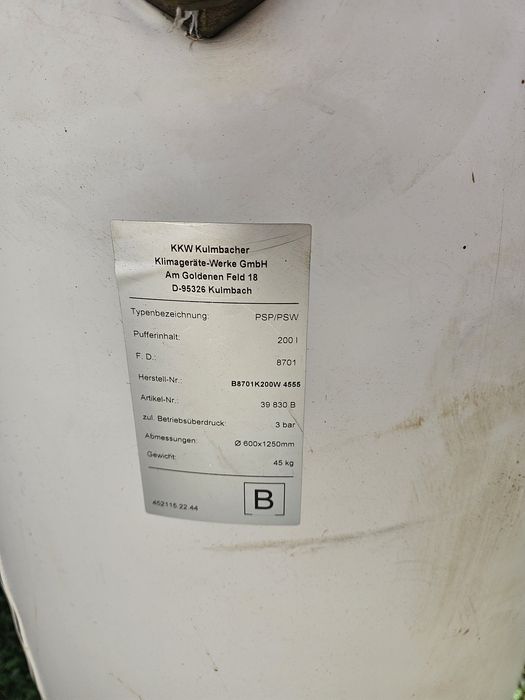 KKW Kulmbacher
Klimageräte-Werke GmbH
Am Goldenen Feld 18
D-95326 Kulmbach
Typenbezeichnung: PSP/PSW
Pufferinhalt: 200 l
F. D.: 8701
Herstell-Nr.: B8701K200W 4555
Artikel-Nr.: 39 830 B
zul. Betriebsüberdruck: 3 bar
Abmessungen: Ø 600x1250mm
Gewicht: 45 kg
452116.22.44 B